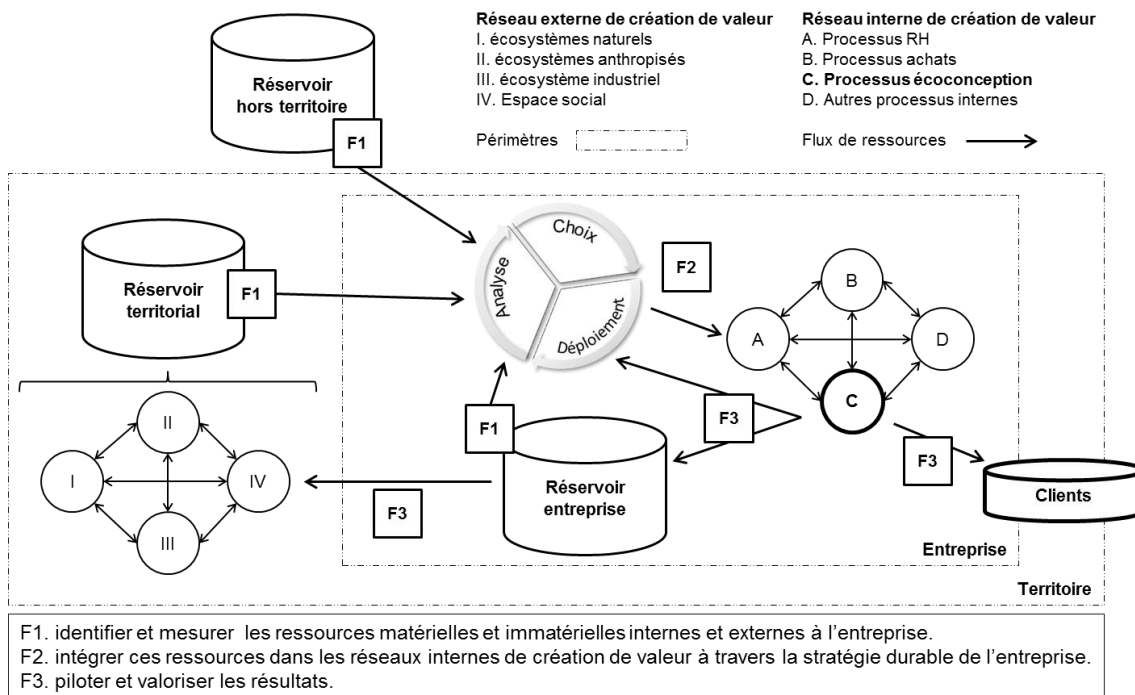 Réseau externe de création de valeur
I. écosystèmes naturels
II. écosystèmes anthropisés
III. écosystème industriel
IV. Espace social
Périmètres
Réseau interne de création de valeur
A. Processus RH
B. Processus achats
C. Processus écoconception
D. Autres processus internes
Flux de ressources
Réservoir
hors territoire
F1
Réservoir
territorial
F1
Choix
Analyse
Déploiement
F2
B
A
D
C
F1
F3
F3
Réservoir
entreprise
Clients
II
I
IV
III
F3
Entreprise
Territoire
F1. identifier et mesurer les ressources matérielles et immatérielles internes et externes à l'entreprise.
F2. intégrer ces ressources dans les réseaux internes de création de valeur à travers la stratégie durable de l'entreprise.
F3. piloter et valoriser les résultats.